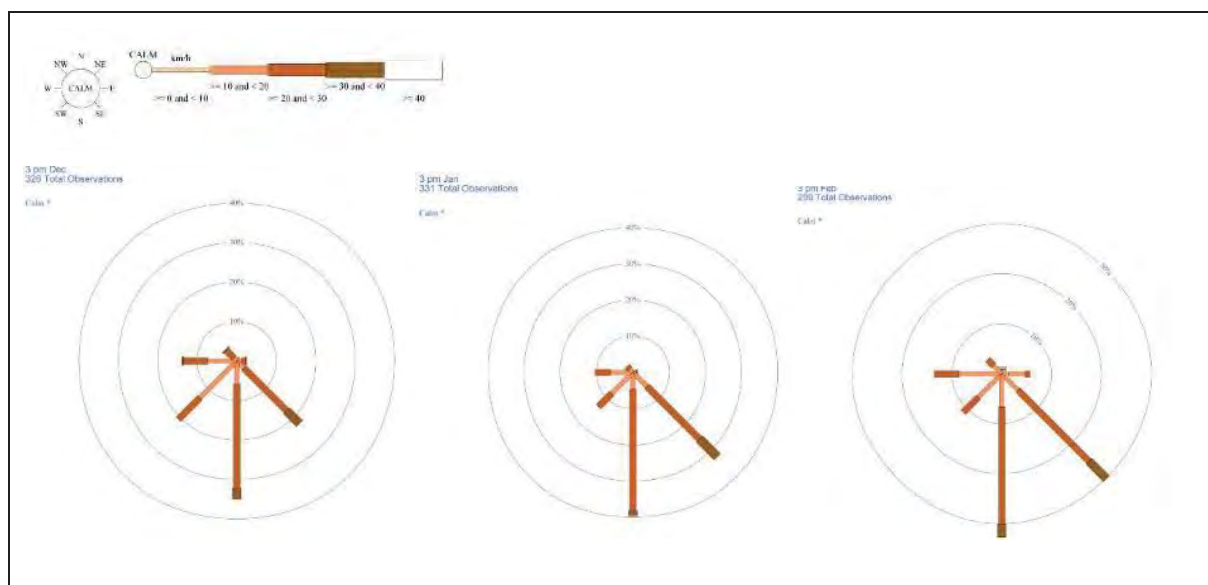 N
NW NE
W CALM E
SW SE
S
CALM km/h
>= 10 and < 20 >= 30 and < 40
>= 0 and < 10 >= 20 and < 30 >= 40
3 pm Dec
326 Total Observations
Calm *
40%
30%
20%
10%
3 pm Jan
331 Total Observations
Calm *
40%
30%
20%
10%
3 pm Feb
299 Total Observations
Calm *
30%
20%
10%